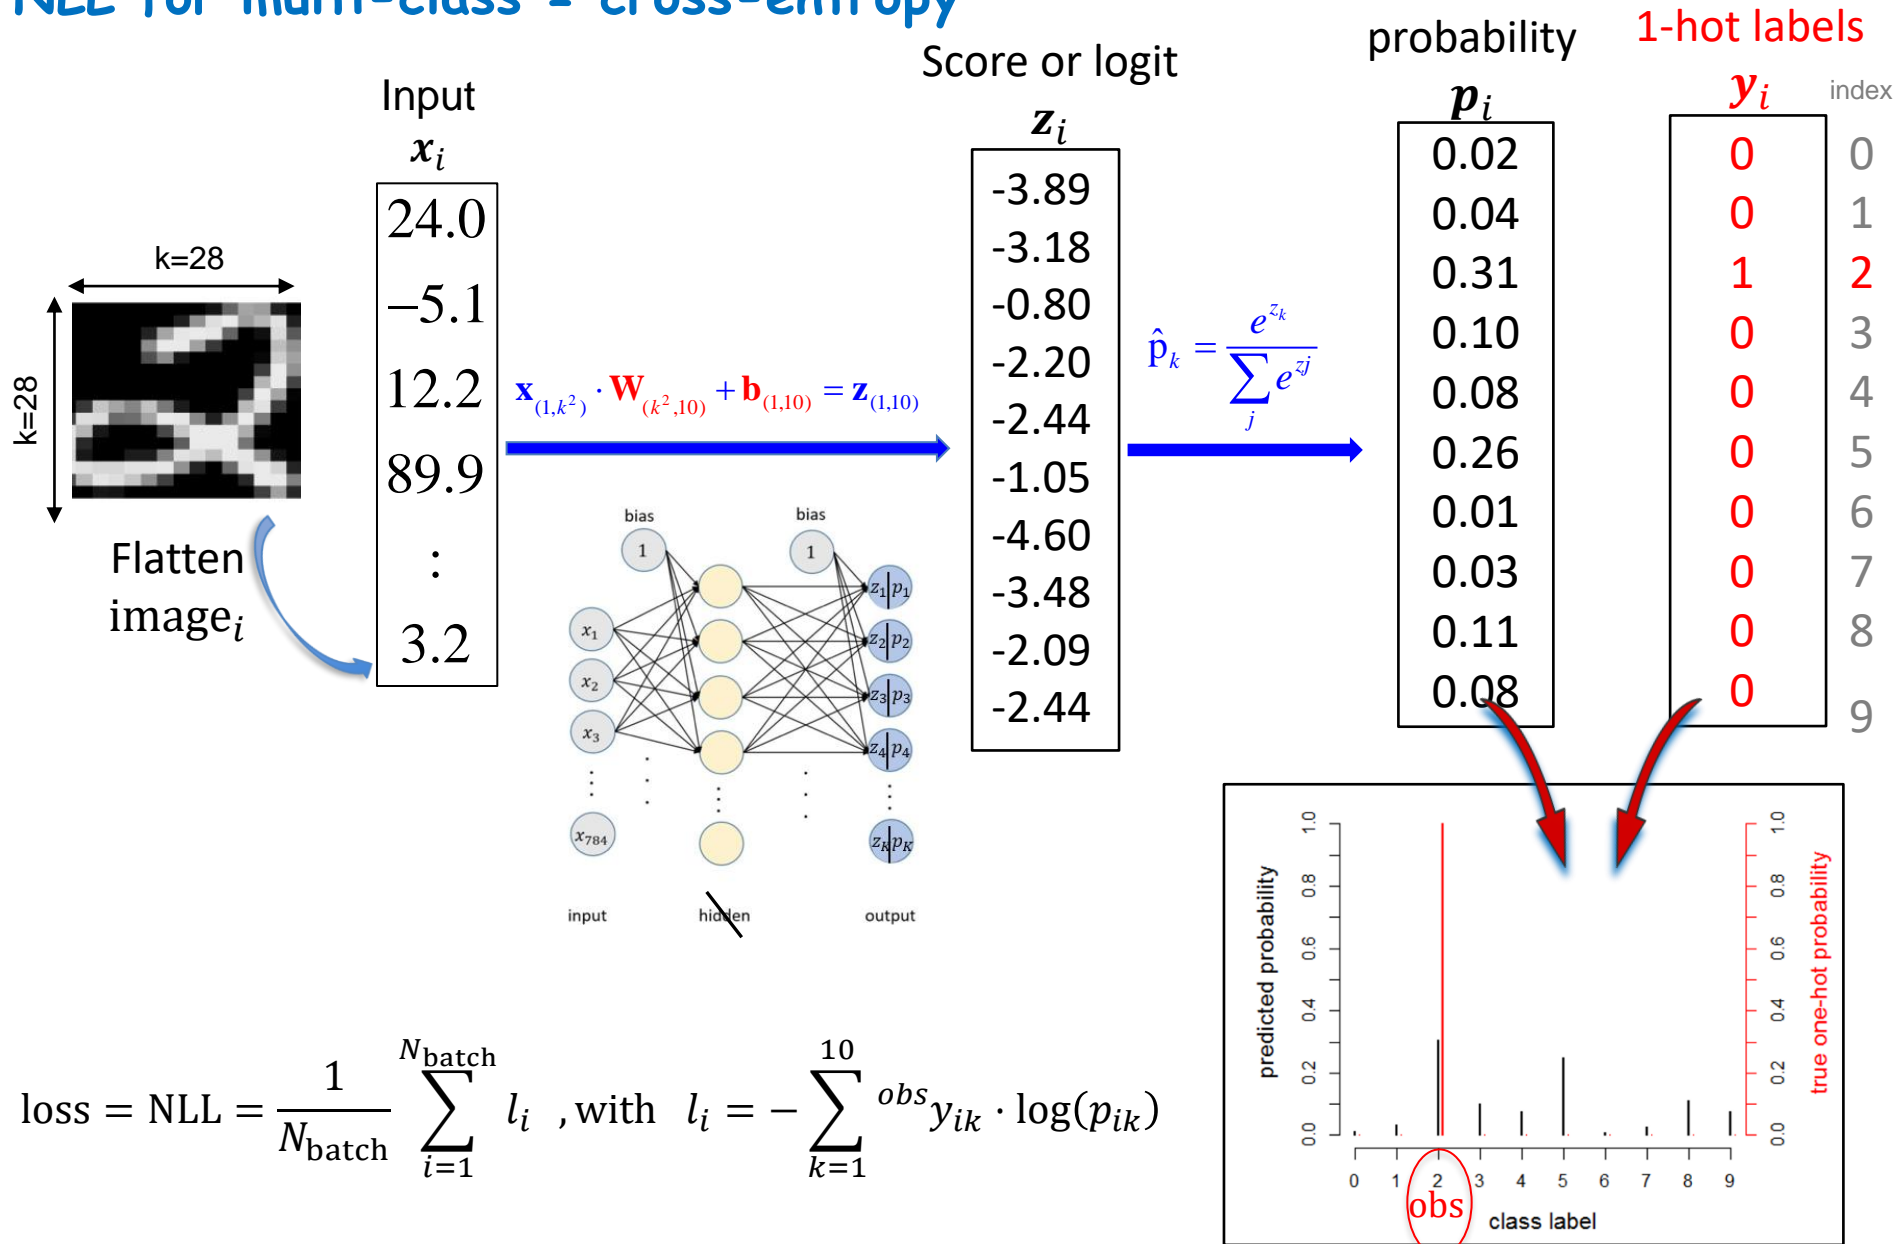 NLL for multi-class = cross-entropy
Input
x_i
24.0
−5.1
12.2
89.9
:
3.2
k=28
k=28
Flatten
image_i
x_(1,k²) · W_(k²,10) + b_(1,10) = z_(1,10)
bias
bias
1
1
x_1
x_2
x_3
x_784
z_1|p_1
z_2|p_2
z_3|p_3
z_4|p_4
z_K|p_K
input
hidden
output
Score or logit
z_i
-3.89
-3.18
-0.80
-2.20
-2.44
-1.05
-4.60
-3.48
-2.09
-2.44
p̂_k = e^{z_k} / ∑_j e^{zj}
probability
p_i
0.02
0.04
0.31
0.10
0.08
0.26
0.01
0.03
0.11
0.08
1-hot labels
y_i
0
0
1
0
0
0
0
0
0
0
index
0
1
2
3
4
5
6
7
8
9
loss = NLL = 1/N_batch ∑_{i=1}^{N_batch} l_i , with l_i = − ∑_{k=1}^{10} ^{obs}y_{ik} · log(p_{ik})
predicted probability
0.0 0.2 0.4 0.6 0.8 1.0
0.0 0.2 0.4 0.6 0.8 1.0
true one-hot probability
0 1 2 3 4 5 6 7 8 9
obs
class label